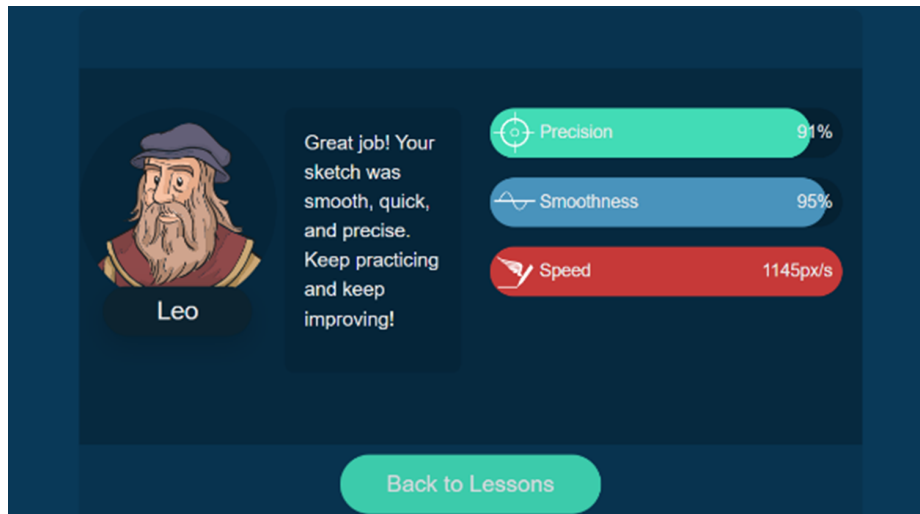 Great job! Your
sketch was
smooth, quick,
and precise.
Keep practicing
and keep
improving!
Leo
Precision 91%
Smoothness 95%
Speed 1145px/s
Back to Lessons